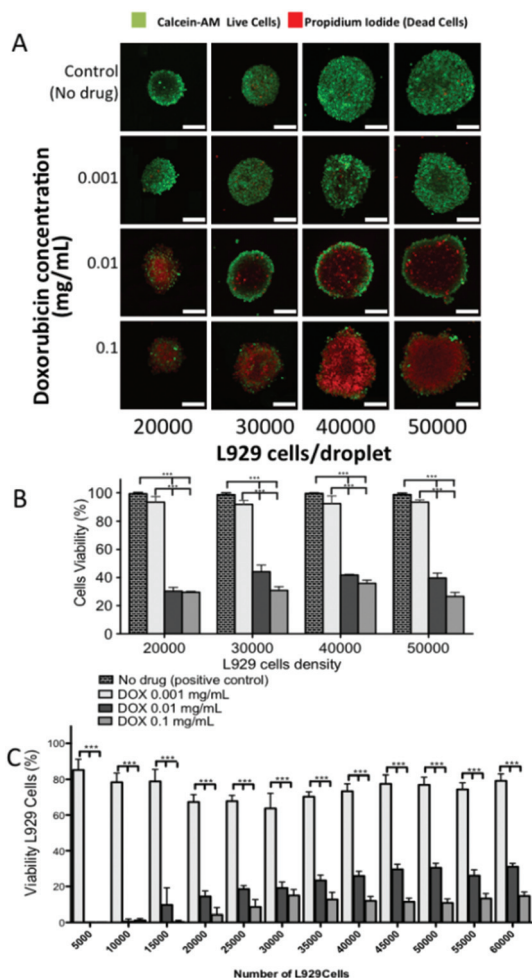 Calcein-AM Live Cells) Propidium Iodide (Dead Cells)
A
Control
(No drug)
0.001
0.01
0.1
Doxorubicin concentration
(mg/mL)
20000 30000 40000 50000
L929 cells/droplet
B
*** *** *** ***
*** *** *** ***
100
80
60
40
20
0
Cells Viability (%)
20000 30000 40000 50000
L929 cells density
No drug (positive control)
DOX 0.001 mg/mL
DOX 0.01 mg/mL
DOX 0.1 mg/mL
C
*** *** *** *** *** *** *** *** *** *** *** ***
100
80
60
40
20
0
Viability L929 Cells (%)
5000 10000 15000 20000 25000 30000 35000 40000 45000 50000 55000 60000
Number of L929Cells